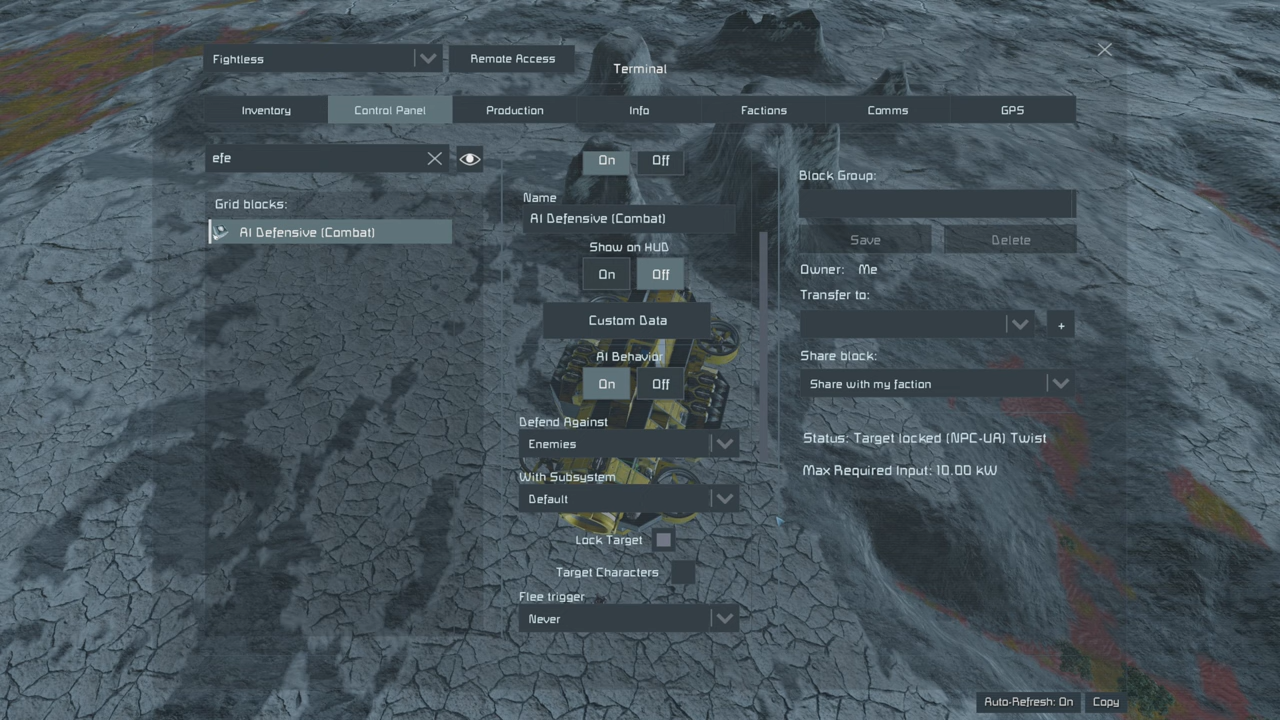 Fightless
Remote Access
Terminal
Inventory
Control Panel
Production
Info
Factions
Comms
GPS
efe
Grid blocks:
AI Defensive (Combat)
On
Off
Name
AI Defensive (Combat)
Show on HUD
On
Off
Custom Data
AI Behavior
On
Off
Defend Against
Enemies
With Subsystem
Default
Lock Target
Target Characters
Flee trigger
Never
Block Group:
Save
Delete
Owner: Me
Transfer to:
+
Share block:
Share with my faction
Status: Target locked (NPC-UA) Twist
Max Required Input: 10.00 kW
Auto-Refresh: On
Copy